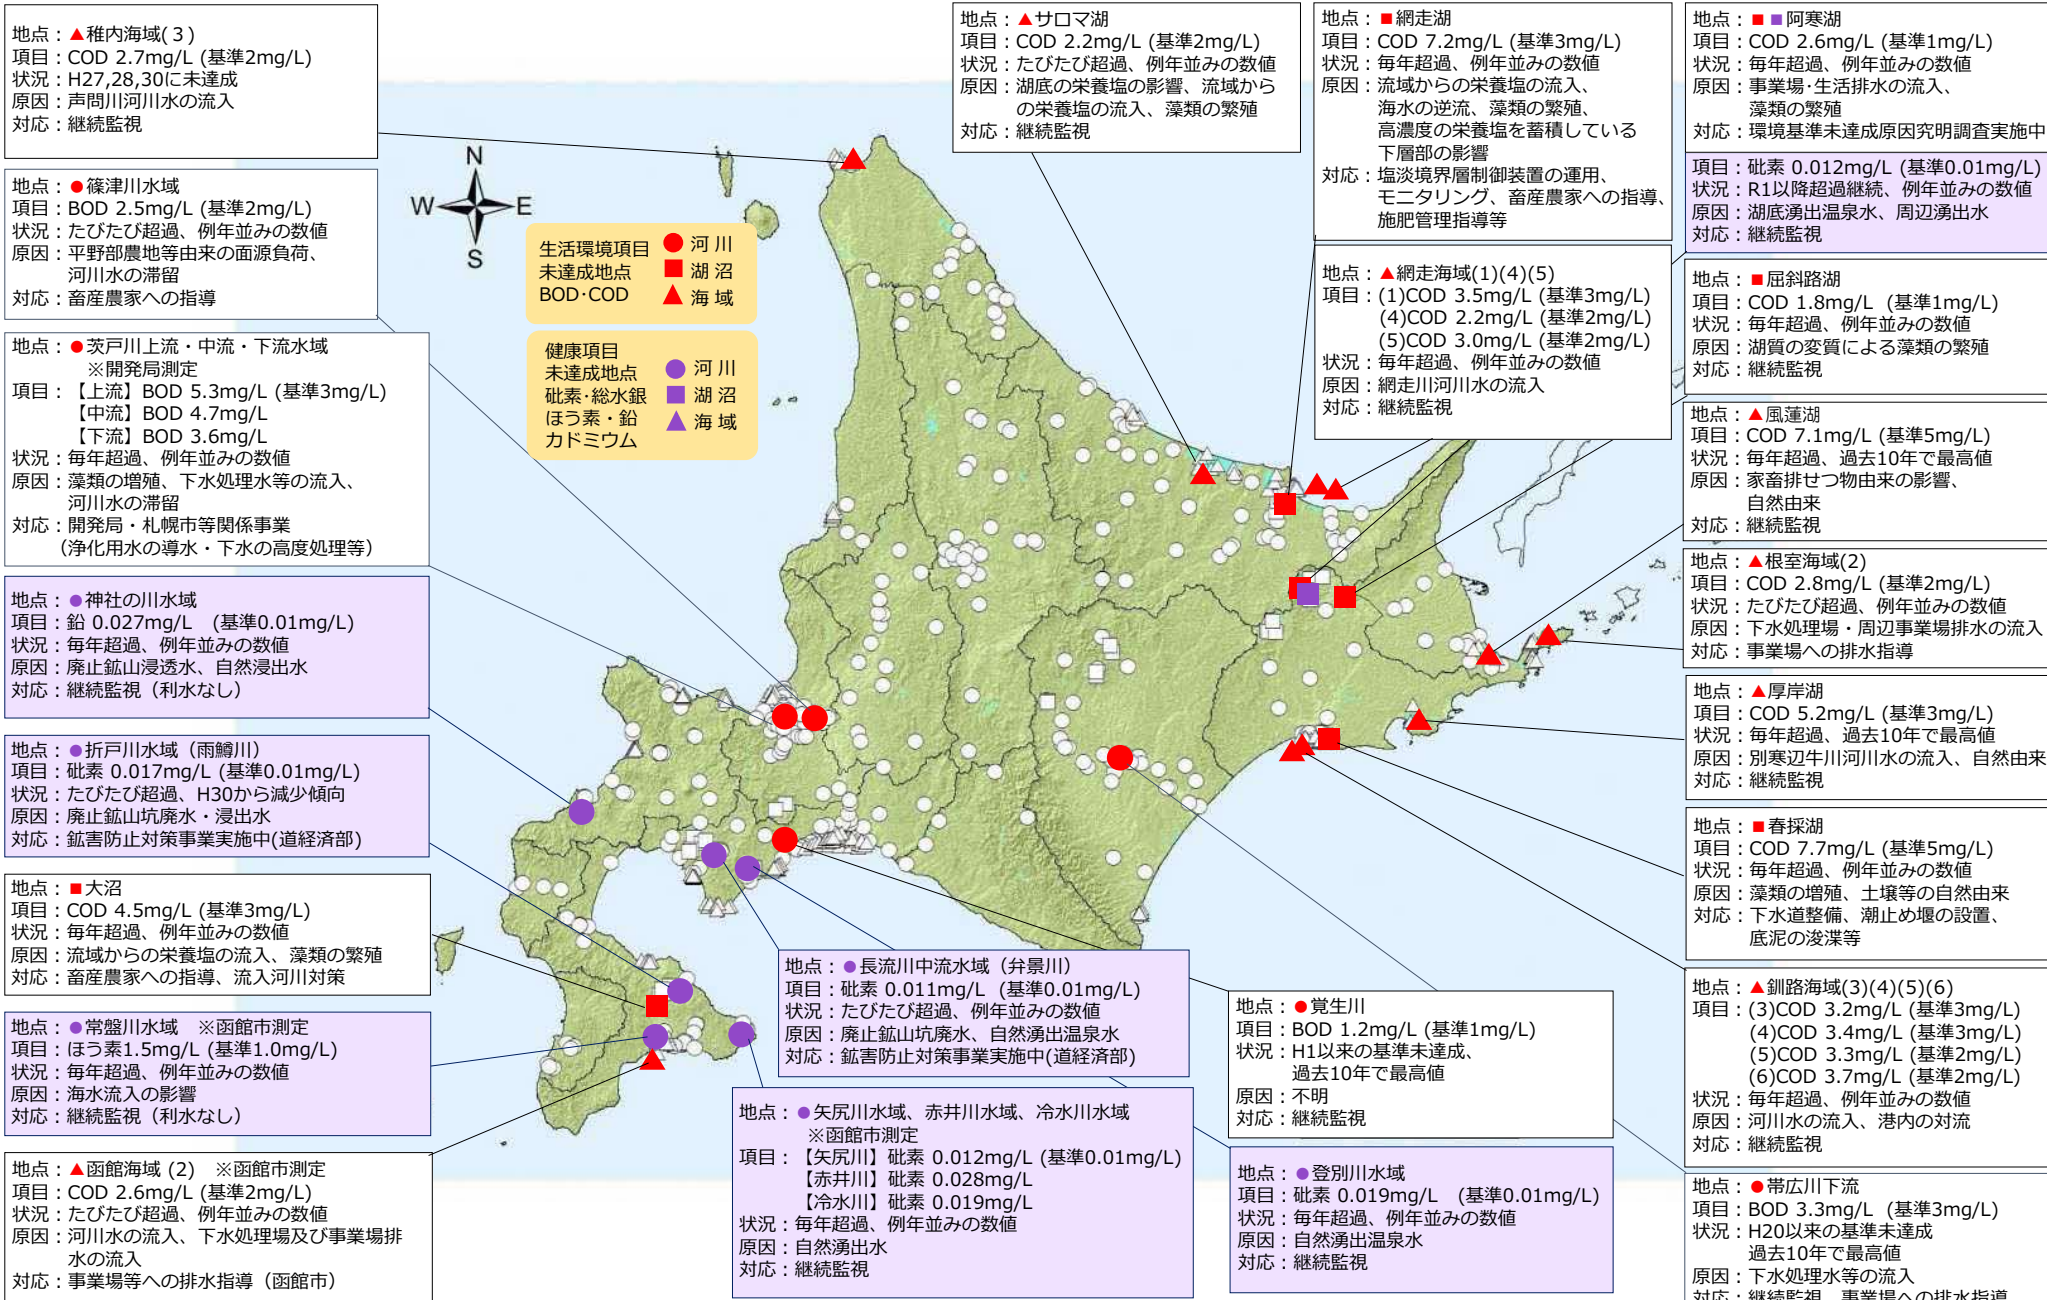 地点：▲稚内海域(３)
項目：COD 2.7mg/L (基準2mg/L)
状況：H27,28,30に未達成
原因：声問川河川水の流入
対応：継続監視
地点：●篠津川水域
項目：BOD 2.5mg/L (基準2mg/L)
状況：たびたび超過、例年並みの数値
原因：平野部農地等由来の面源負荷、
河川水の滞留
対応：畜産農家への指導
地点：●茨戸川上流・中流・下流水域
※開発局測定
項目：【上流】BOD 5.3mg/L (基準3mg/L)
【中流】BOD 4.7mg/L
【下流】BOD 3.6mg/L
状況：毎年超過、例年並みの数値
原因：藻類の増殖、下水処理水等の流入、
河川水の滞留
対応：開発局・札幌市等関係事業
（浄化用水の導水・下水の高度処理等）
地点：●神社の川水域
項目：鉛 0.027mg/L　(基準0.01mg/L)
状況：毎年超過、例年並みの数値
原因：廃止鉱山浸透水、自然浸出水
対応：継続監視（利水なし）
地点：●折戸川水域（雨鱒川）
項目：砒素 0.017mg/L (基準0.01mg/L)
状況：たびたび超過、H30から減少傾向
原因：廃止鉱山坑廃水・浸出水
対応：鉱害防止対策事業実施中(道経済部)
地点：■大沼
項目：COD 4.5mg/L (基準3mg/L)
状況：毎年超過、例年並みの数値
原因：流域からの栄養塩の流入、藻類の繁殖
対応：畜産農家への指導、流入河川対策
地点：●常盤川水域　※函館市測定
項目：ほう素1.5mg/L (基準1.0mg/L)
状況：毎年超過、例年並みの数値
原因：海水流入の影響
対応：継続監視（利水なし）
地点：▲函館海域 (2)　※函館市測定
項目：COD 2.6mg/L (基準2mg/L)
状況：たびたび超過、例年並みの数値
原因：河川水の流入、下水処理場及び事業場排
水の流入
対応：事業場等への排水指導（函館市）
N
W E
S
生活環境項目
未達成地点
BOD･COD
●河 川
■湖 沼
▲海 域
健康項目
未達成地点
砒素･総水銀
ほう素・鉛
カドミウム
●河 川
■湖 沼
▲海 域
地点：▲サロマ湖
項目：COD 2.2mg/L (基準2mg/L)
状況：たびたび超過、例年並みの数値
原因：湖底の栄養塩の影響、流域から
の栄養塩の流入、藻類の繁殖
対応：継続監視
地点：■網走湖
項目：COD 7.2mg/L (基準3mg/L)
状況：毎年超過、例年並みの数値
原因：流域からの栄養塩の流入、
海水の逆流、藻類の繁殖、
高濃度の栄養塩を蓄積している
下層部の影響
対応：塩淡境界層制御装置の運用、
モニタリング、畜産農家への指導、
施肥管理指導等
地点：▲網走海域(1)(4)(5)
項目：(1)COD 3.5mg/L (基準3mg/L)
(4)COD 2.2mg/L (基準2mg/L)
(5)COD 3.0mg/L (基準2mg/L)
状況：毎年超過、例年並みの数値
原因：網走川河川水の流入
対応：継続監視
地点：■■阿寒湖
項目：COD 2.6mg/L (基準1mg/L)
状況：毎年超過、例年並みの数値
原因：事業場･生活排水の流入、
藻類の繁殖
対応：環境基準未達成原因究明調査実施中
項目：砒素 0.012mg/L (基準0.01mg/L)
状況：R1以降超過継続、例年並みの数値
原因：湖底湧出温泉水、周辺湧出水
対応：継続監視
地点：■屈斜路湖
項目：COD 1.8mg/L (基準1mg/L)
状況：毎年超過、例年並みの数値
原因：湖質の変質による藻類の繁殖
対応：継続監視
地点：▲風蓮湖
項目：COD 7.1mg/L (基準5mg/L)
状況：毎年超過、過去10年で最高値
原因：家畜排せつ物由来の影響、
自然由来
対応：継続監視
地点：▲根室海域(2)
項目：COD 2.8mg/L (基準2mg/L)
状況：たびたび超過、例年並みの数値
原因：下水処理場・周辺事業場排水の流入
対応：事業場への排水指導
地点：▲厚岸湖
項目：COD 5.2mg/L (基準3mg/L)
状況：毎年超過、過去10年で最高値
原因：別寒辺牛川河川水の流入、自然由来
対応：継続監視
地点：■春採湖
項目：COD 7.7mg/L (基準5mg/L)
状況：毎年超過、例年並みの数値
原因：藻類の増殖、土壌等の自然由来
対応：下水道整備、潮止め堰の設置、
底泥の浚渫等
地点：▲釧路海域(3)(4)(5)(6)
項目：(3)COD 3.2mg/L (基準3mg/L)
(4)COD 3.4mg/L (基準3mg/L)
(5)COD 3.3mg/L (基準2mg/L)
(6)COD 3.7mg/L (基準2mg/L)
状況：毎年超過、例年並みの数値
原因：河川水の流入、港内の対流
対応：継続監視
地点：●帯広川下流
項目：BOD 3.3mg/L (基準3mg/L)
状況：H20以来の基準未達成
過去10年で最高値
原因：下水処理水等の流入
対応：継続監視、事業場への排水指導
地点：●長流川中流水域（弁景川）
項目：砒素 0.011mg/L (基準0.01mg/L)
状況：たびたび超過、例年並みの数値
原因：廃止鉱山坑廃水、自然湧出温泉水
対応：鉱害防止対策事業実施中(道経済部)
地点：●覚生川
項目：BOD 1.2mg/L (基準1mg/L)
状況：H1以来の基準未達成、
過去10年で最高値
原因：不明
対応：継続監視
地点：●矢尻川水域、赤井川水域、冷水川水域
※函館市測定
項目：【矢尻川】砒素 0.012mg/L (基準0.01mg/L)
【赤井川】砒素 0.028mg/L
【冷水川】砒素 0.019mg/L
状況：毎年超過、例年並みの数値
原因：自然湧出水
対応：継続監視
地点：●登別川水域
項目：砒素 0.019mg/L　(基準0.01mg/L)
状況：毎年超過、例年並みの数値
原因：自然湧出温泉水
対応：継続監視